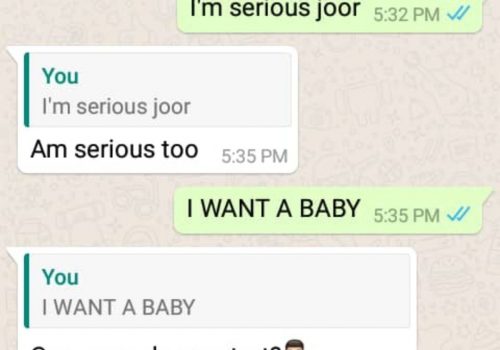 I'm serious joor 5:32 PM
You
I'm serious joor
Am serious too 5:35 PM
I WANT A BABY 5:35 PM
You
I WANT A BABY